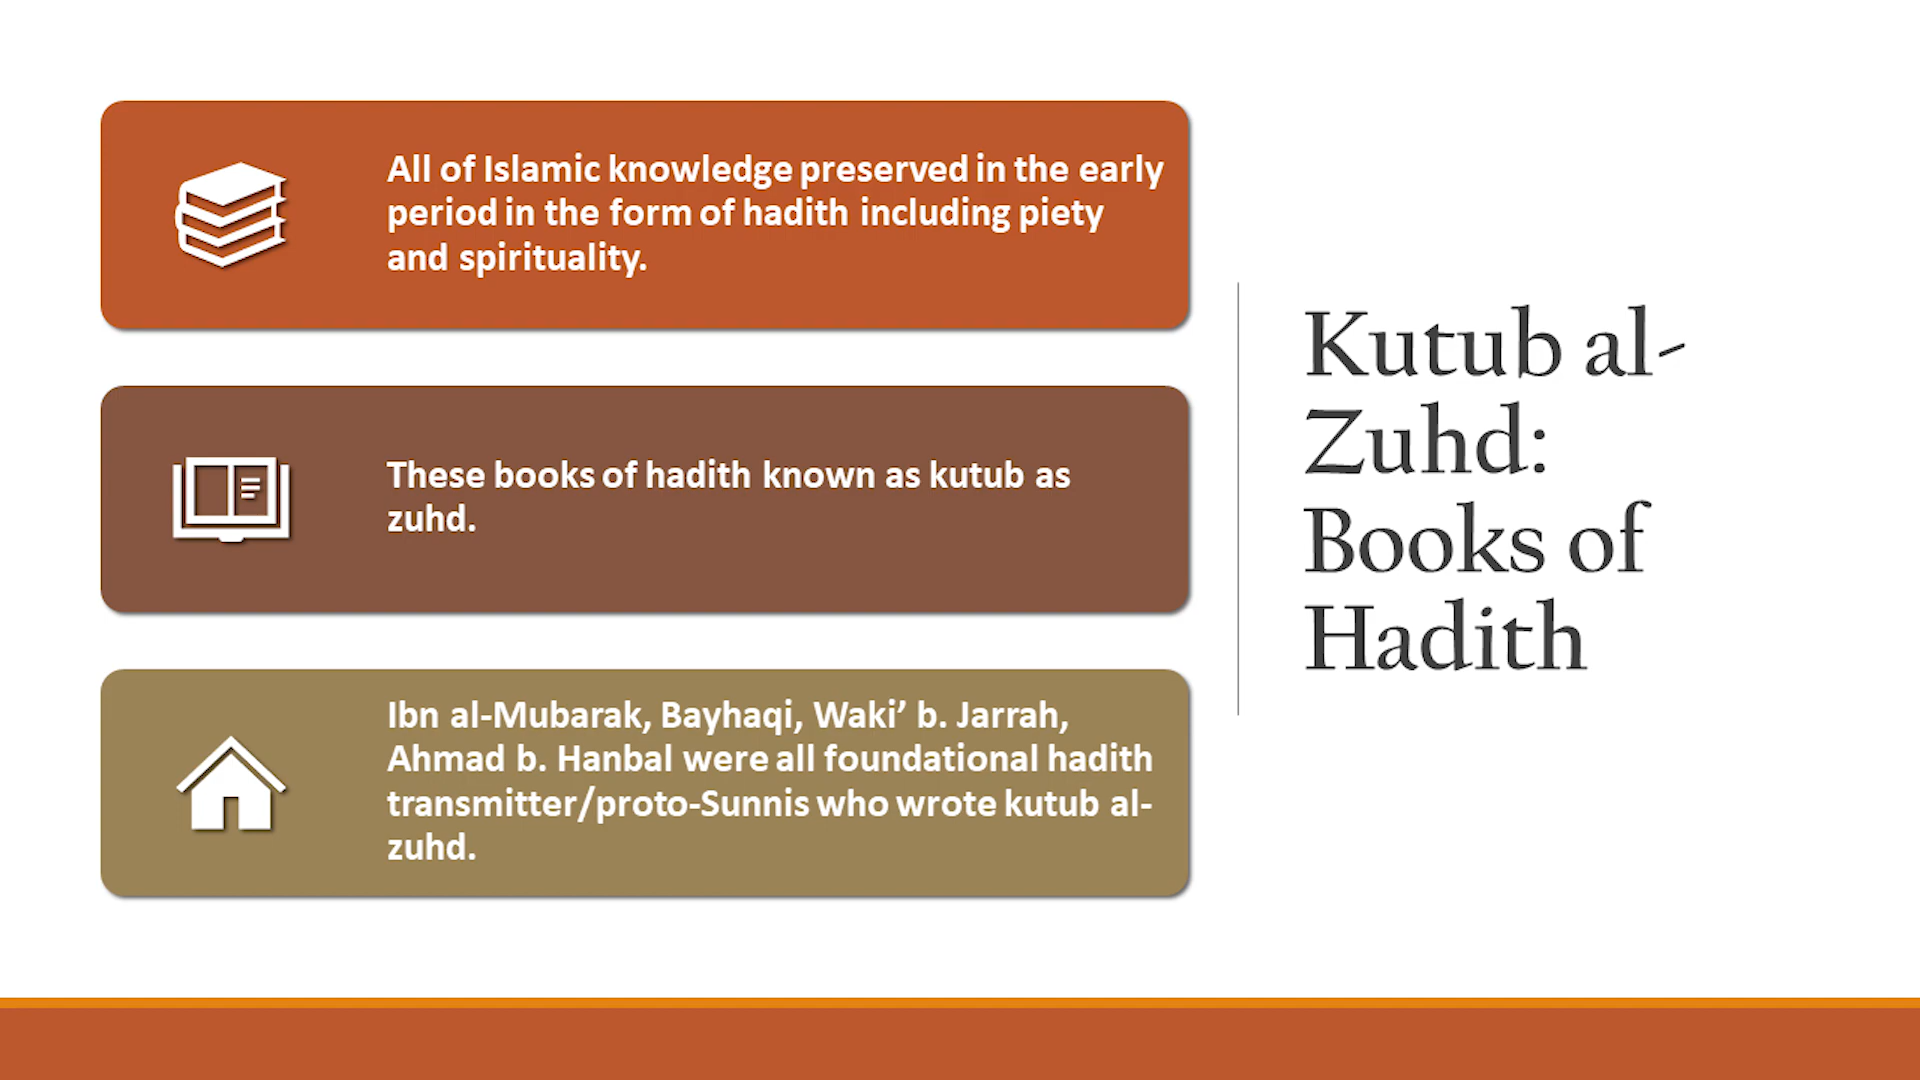 All of Islamic knowledge preserved in the early
period in the form of hadith including piety
and spirituality.
These books of hadith known as kutub as
zuhd.
Ibn al-Mubarak, Bayhaqi, Waki’ b. Jarrah,
Ahmad b. Hanbal were all foundational hadith
transmitter/proto-Sunnis who wrote kutub al-
zuhd.
Kutub al-
Zuhd:
Books of
Hadith